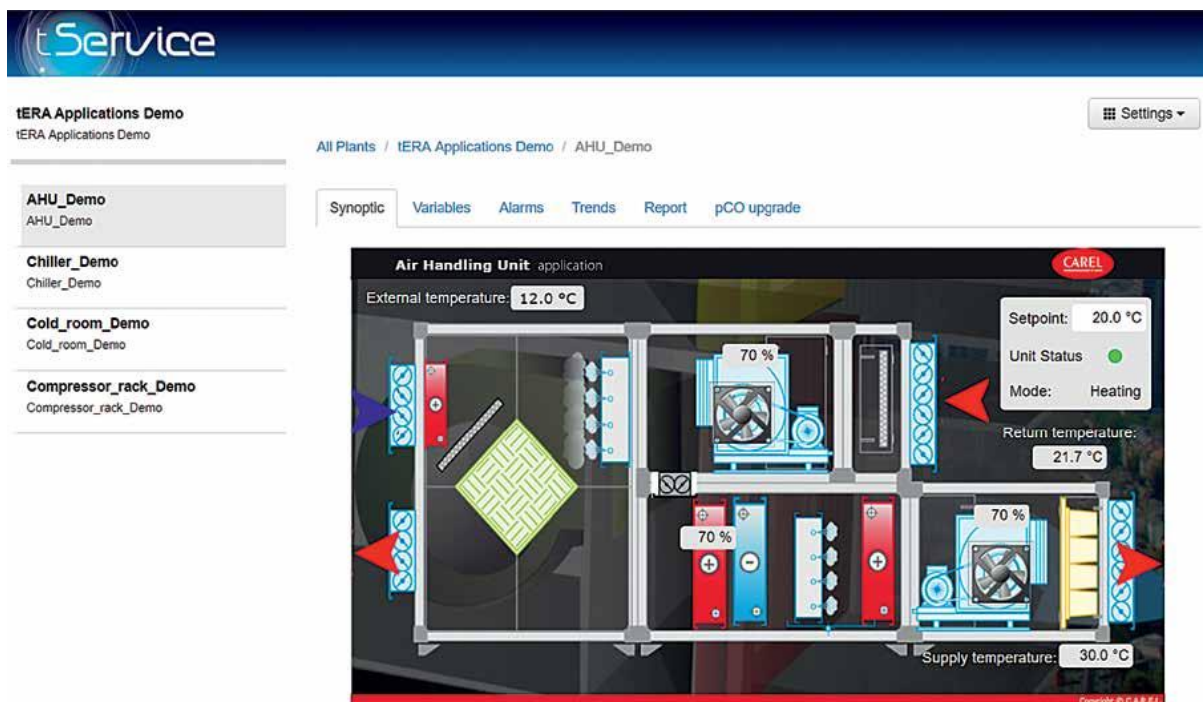 tService
tERA Applications Demo
tERA Applications Demo
Settings
All Plants / tERA Applications Demo / AHU_Demo
AHU_Demo
AHU_Demo
Chiller_Demo
Chiller_Demo
Cold_room_Demo
Cold_room_Demo
Compressor_rack_Demo
Compressor_rack_Demo
Synoptic Variables Alarms Trends Report pCO upgrade
Air Handling Unit application
CAREL
External temperature: 12.0 °C
Setpoint: 20.0 °C
Unit Status
Mode: Heating
70 %
Return temperature:
21.7 °C
70 %
70 %
Supply temperature: 30.0 °C
Copyright © C.A.R.E.L.